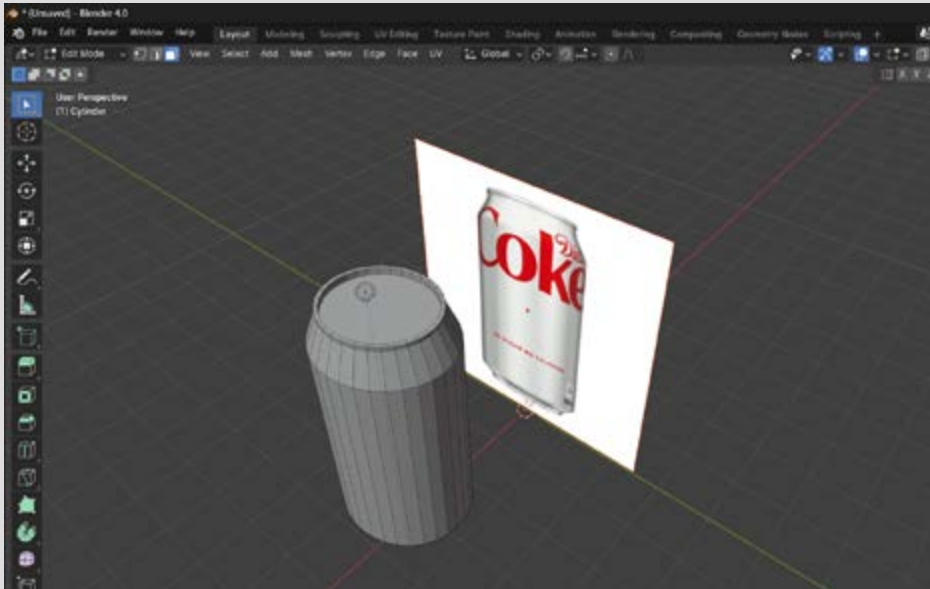 * (Unsaved) - Blender 4.0
File Edit Render Window Help Layout Modeling Sculpting UV Editing Texture Paint Shading Animation Rendering Compositing Geometry Nodes Scripting +
Edit Mode View Select Add Mesh Vertex Edge Face UV Global
User Perspective
(1) Cylinder
Coke